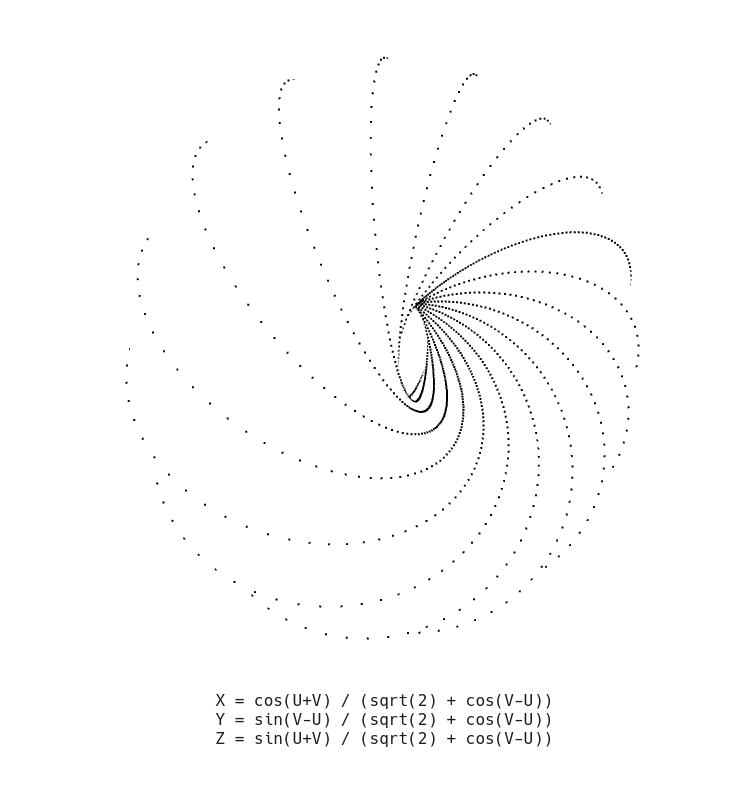 X = cos(U+V) / (sqrt(2) + cos(V-U))
Y = sin(V-U) / (sqrt(2) + cos(V-U))
Z = sin(U+V) / (sqrt(2) + cos(V-U))